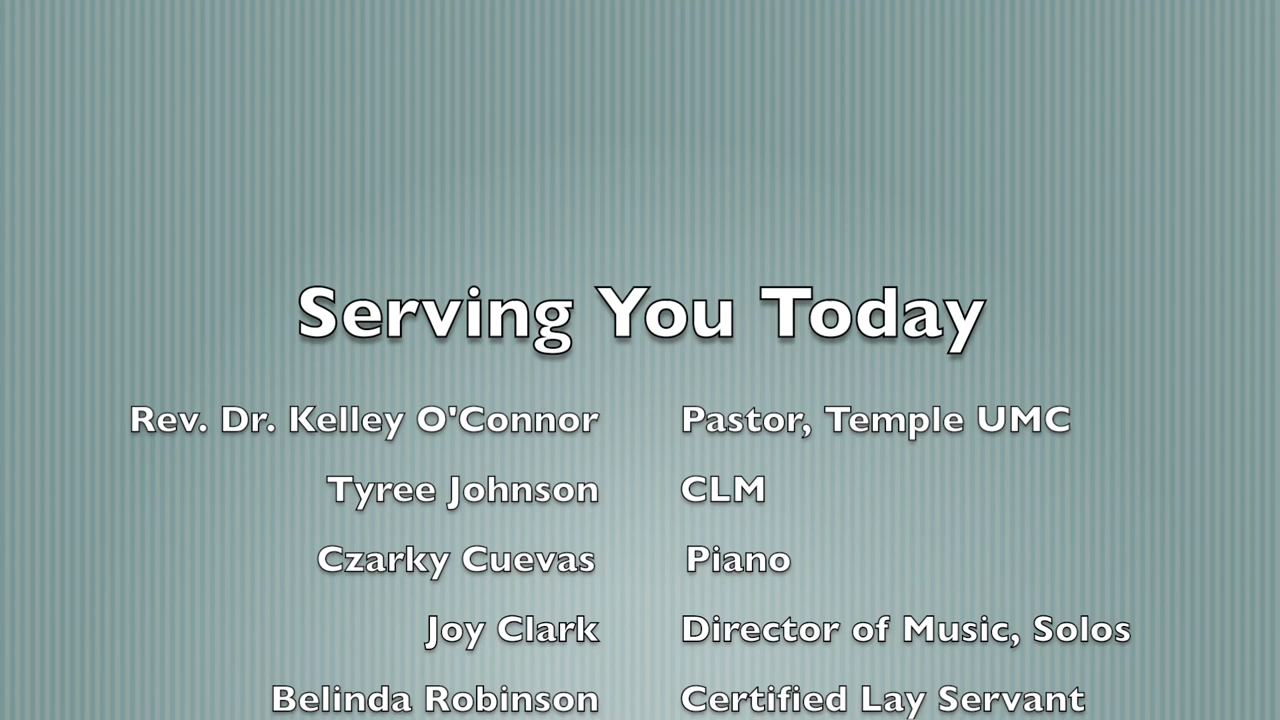 Serving You Today
Rev. Dr. Kelley O'Connor Pastor, Temple UMC
Tyree Johnson CLM
Czarky Cuevas Piano
Joy Clark Director of Music, Solos
Belinda Robinson Certified Lay Servant